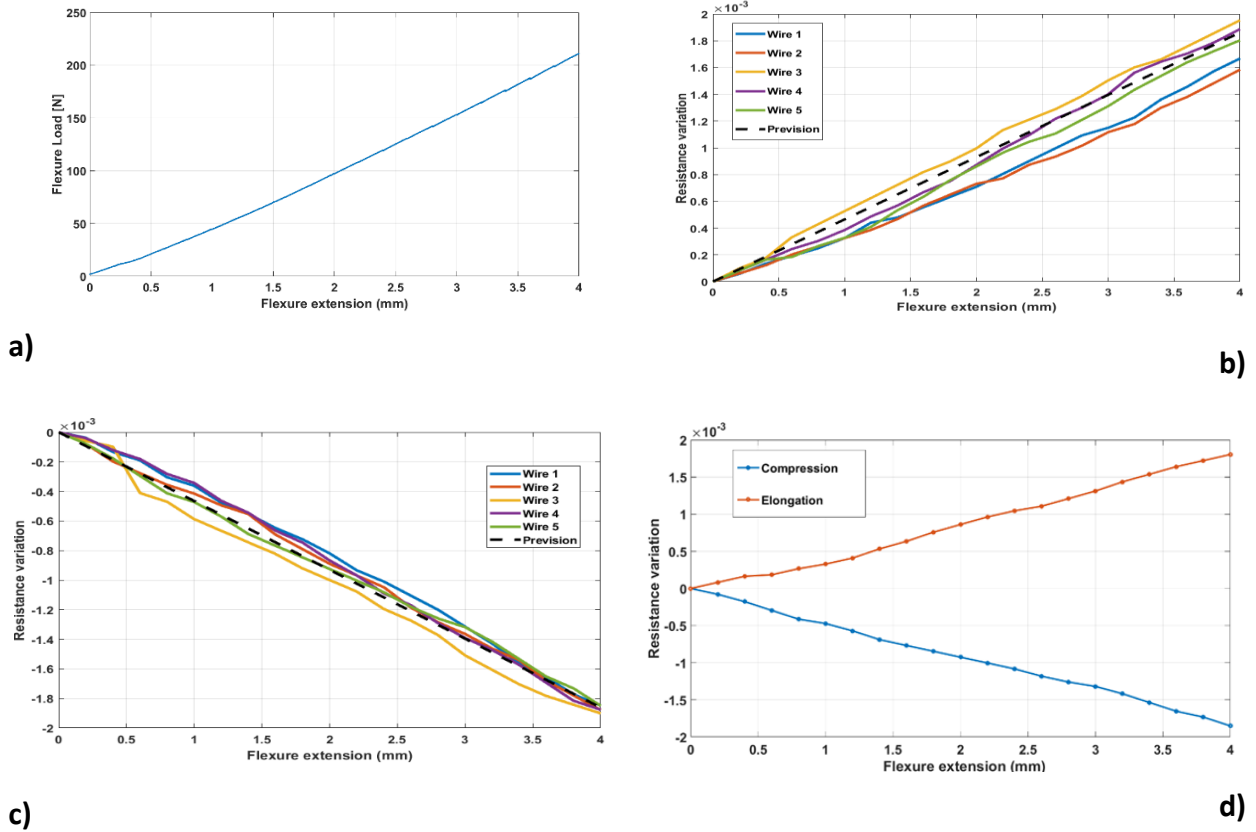 250
200
150
100
50
0
Flexure Load [N]
0 0.5 1 1.5 2 2.5 3 3.5 4
Flexure extension (mm)
a)
×10⁻³
2
1.8
1.6
1.4
1.2
1
0.8
0.6
0.4
0.2
0
Resistance variation
Wire 1
Wire 2
Wire 3
Wire 4
Wire 5
Prevision
0 0.5 1 1.5 2 2.5 3 3.5 4
Flexure extension (mm)
b)
×10⁻³
0
-0.2
-0.4
-0.6
-0.8
-1
-1.2
-1.4
-1.6
-1.8
-2
Resistance variation
Wire 1
Wire 2
Wire 3
Wire 4
Wire 5
Prevision
0 0.5 1 1.5 2 2.5 3 3.5 4
Flexure extension (mm)
c)
×10⁻³
2
1.5
1
0.5
0
-0.5
-1
-1.5
-2
Resistance variation
Compression
Elongation
0 0.5 1 1.5 2 2.5 3 3.5 4
Flexure extension (mm)
d)